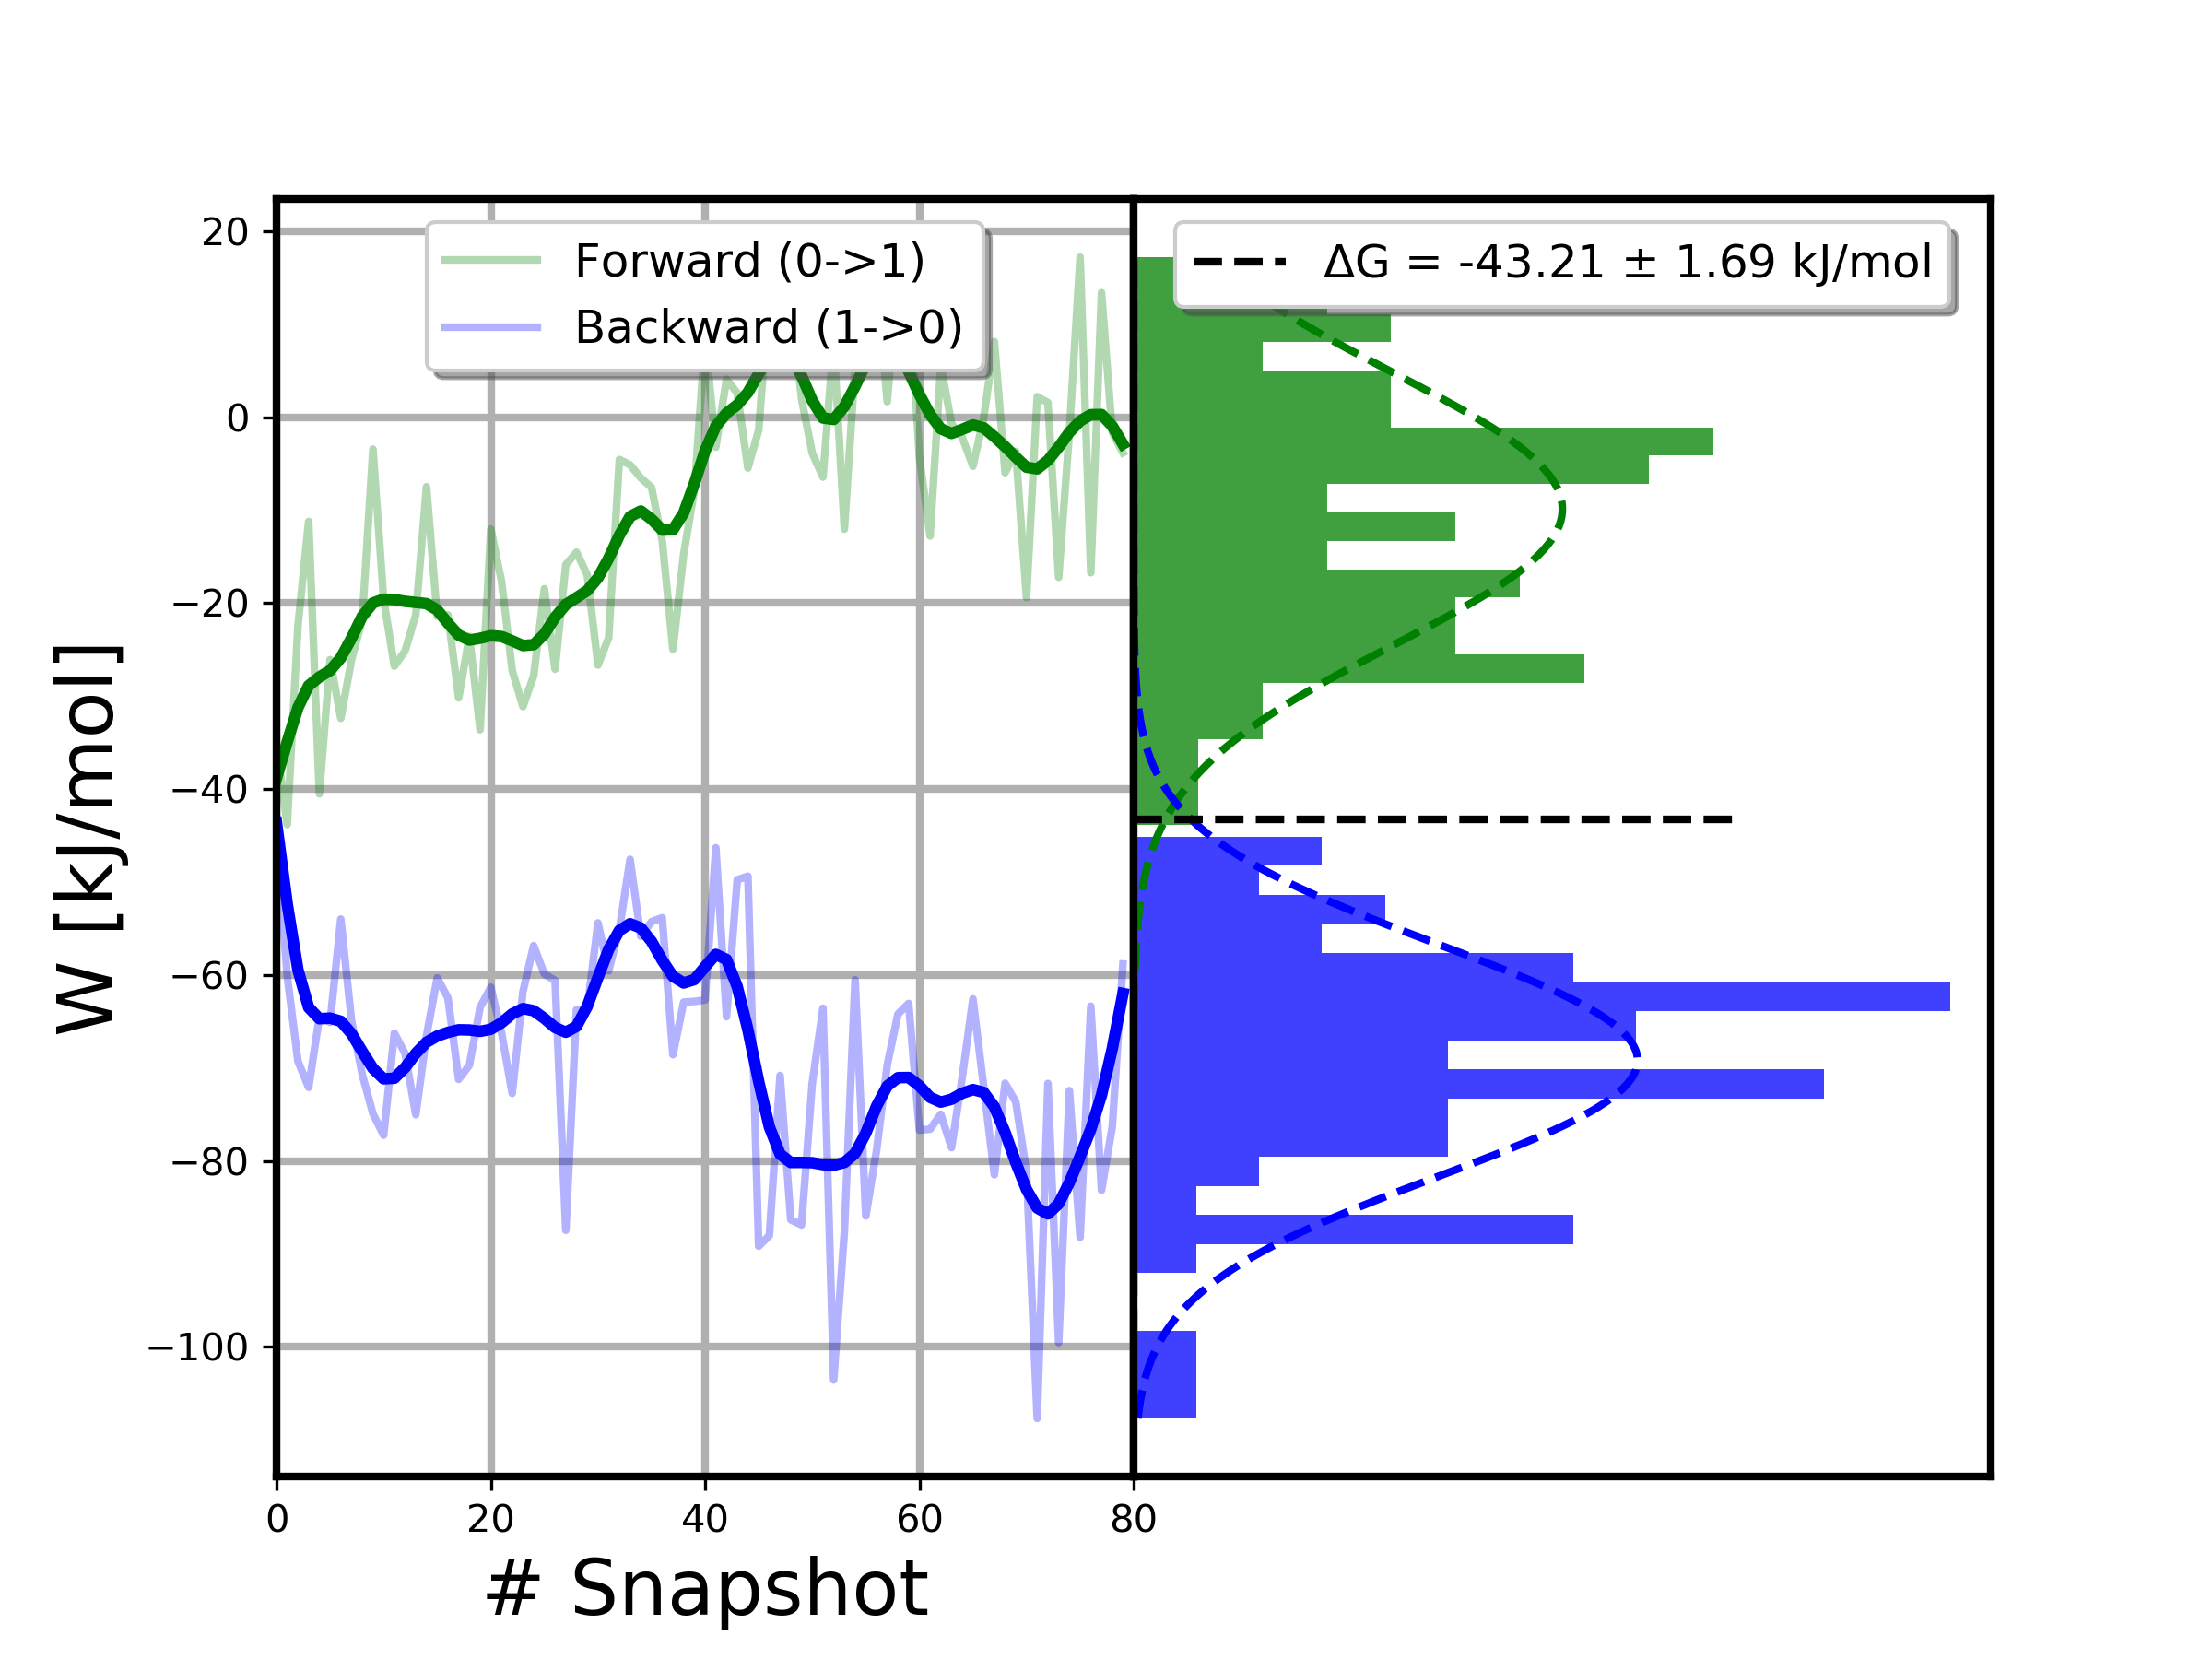 Forward (0->1)
Backward (1->0)
ΔG = -43.21 ± 1.69 kJ/mol
W [kJ/mol]
20
0
−20
−40
−60
−80
−100
0 20 40 60 80
# Snapshot